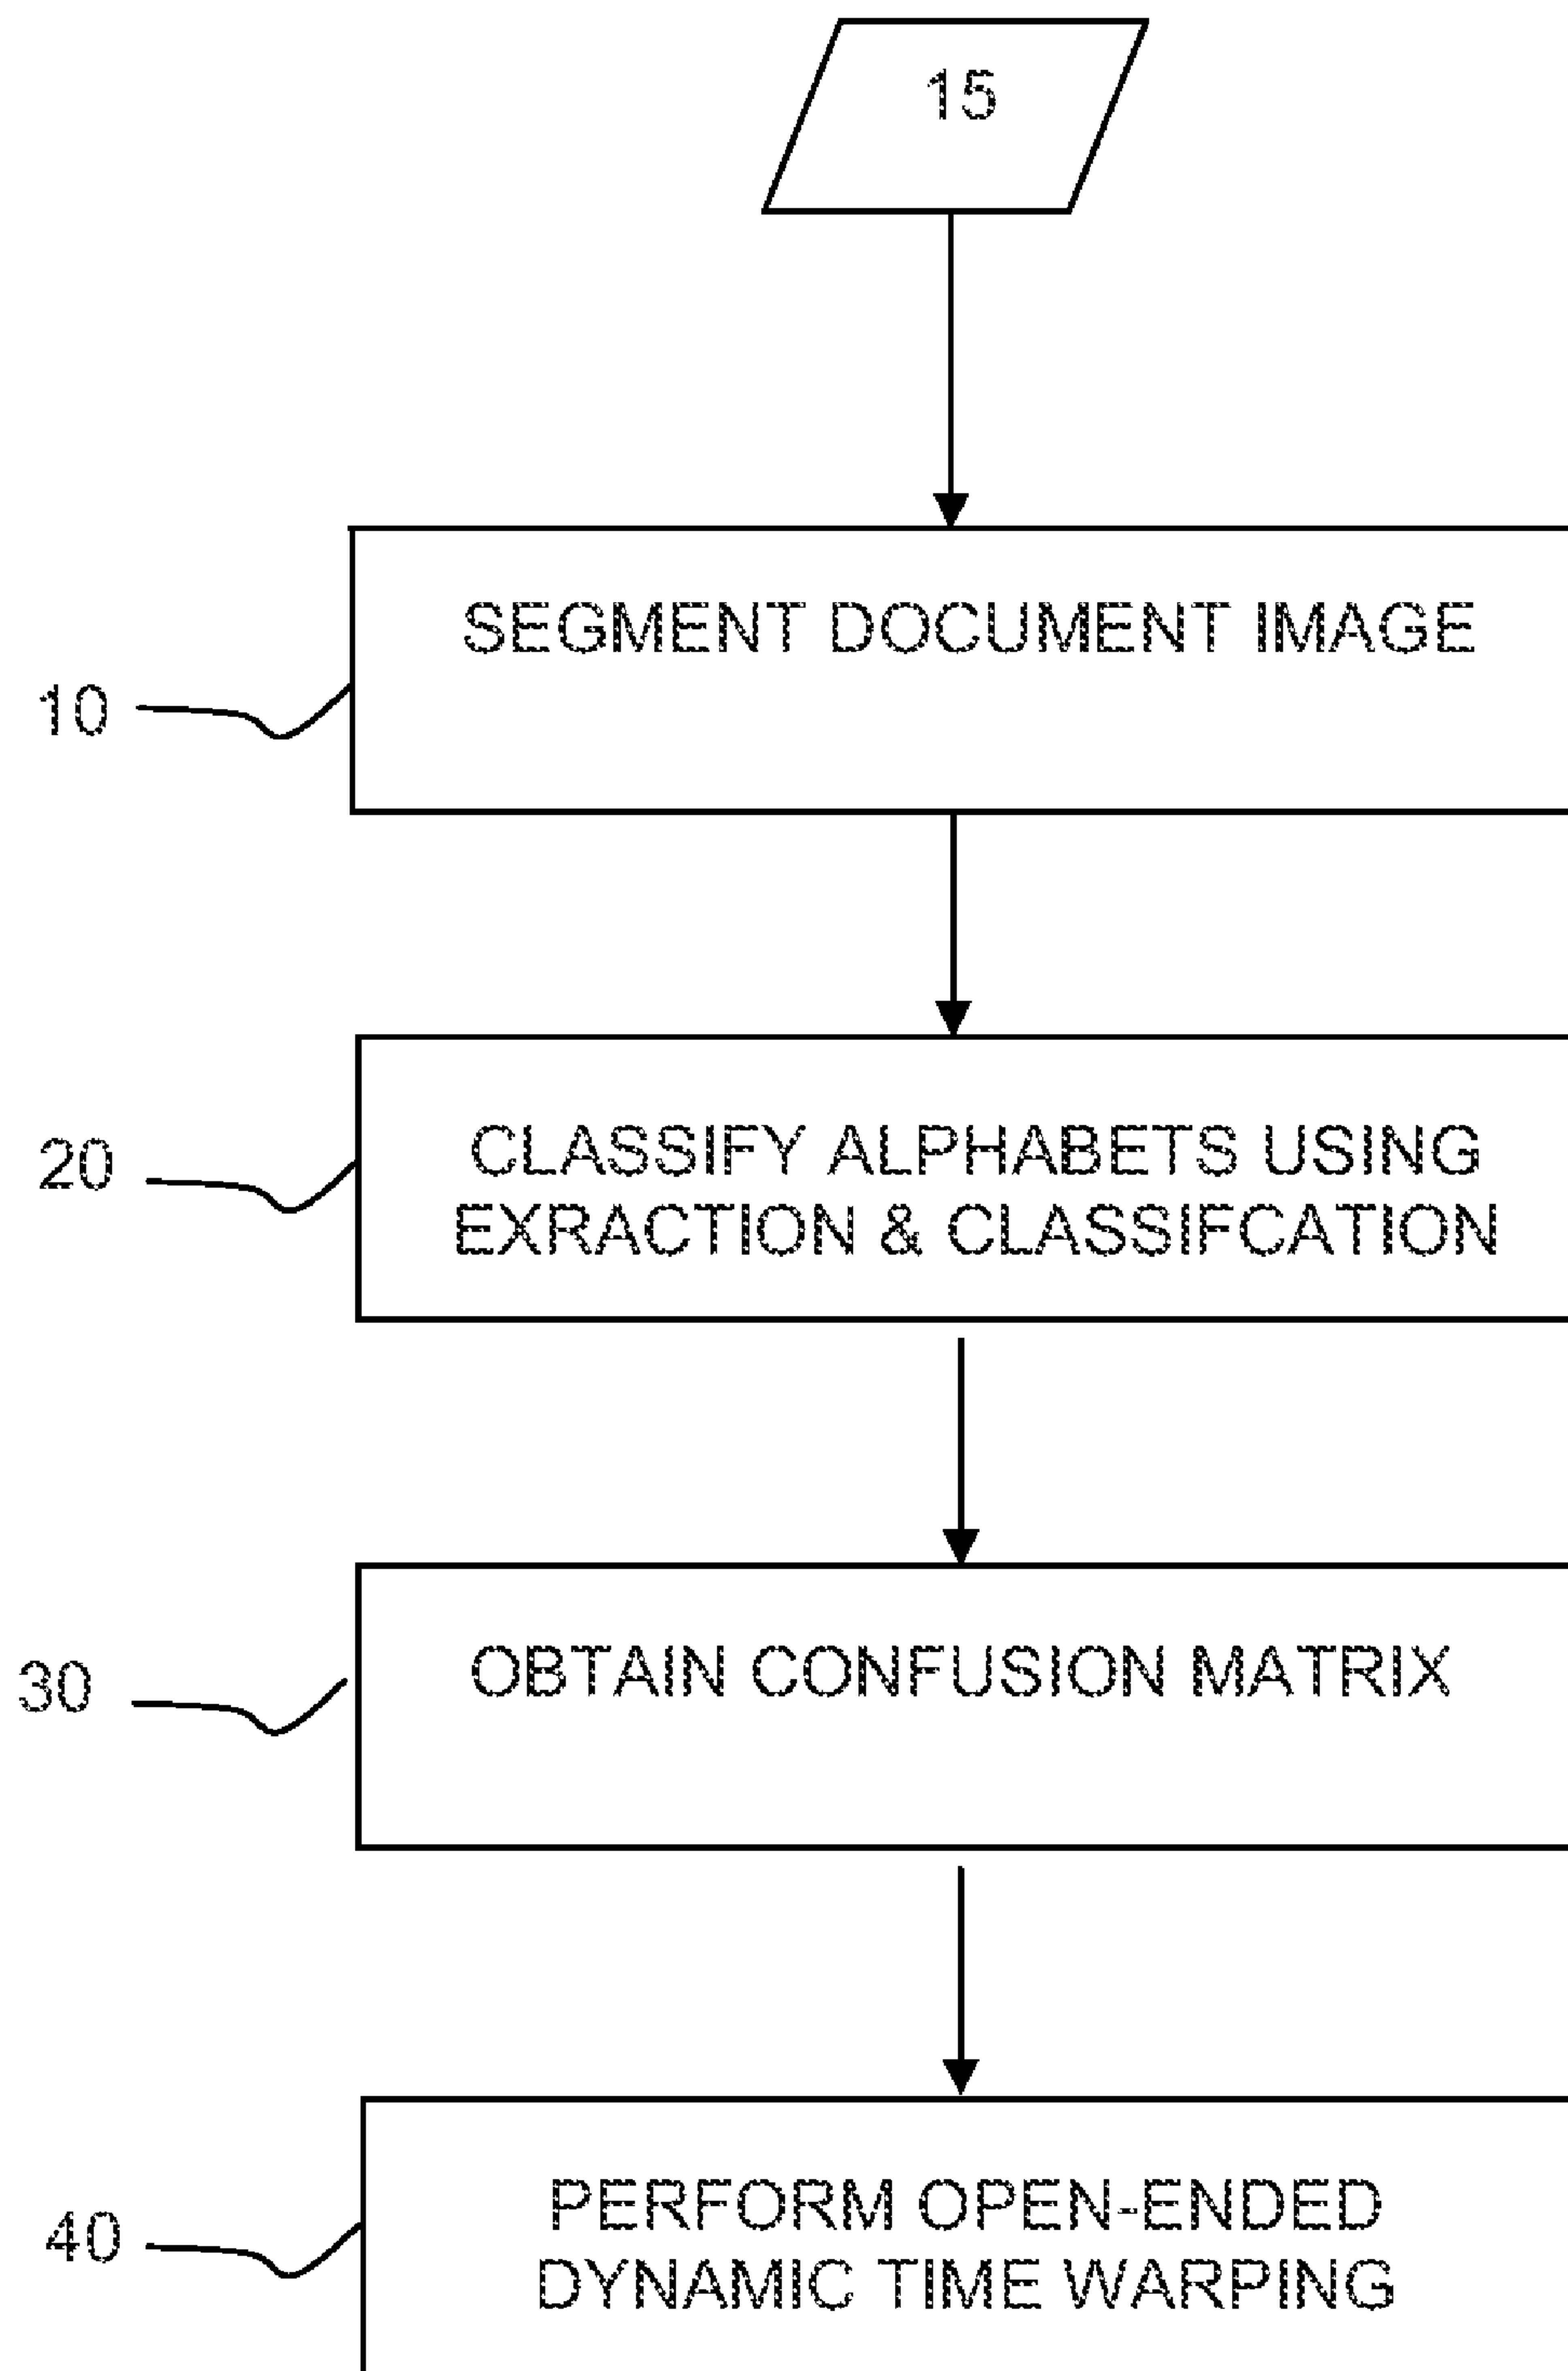 15
SEGMENT DOCUMENT IMAGE
10
20
CLASSIFY ALPHABETS USING
EXRACTION & CLASSIFCATION
30
OBTAIN CONFUSION MATRIX
40
PERFORM OPEN-ENDED
DYNAMIC TIME WARPING